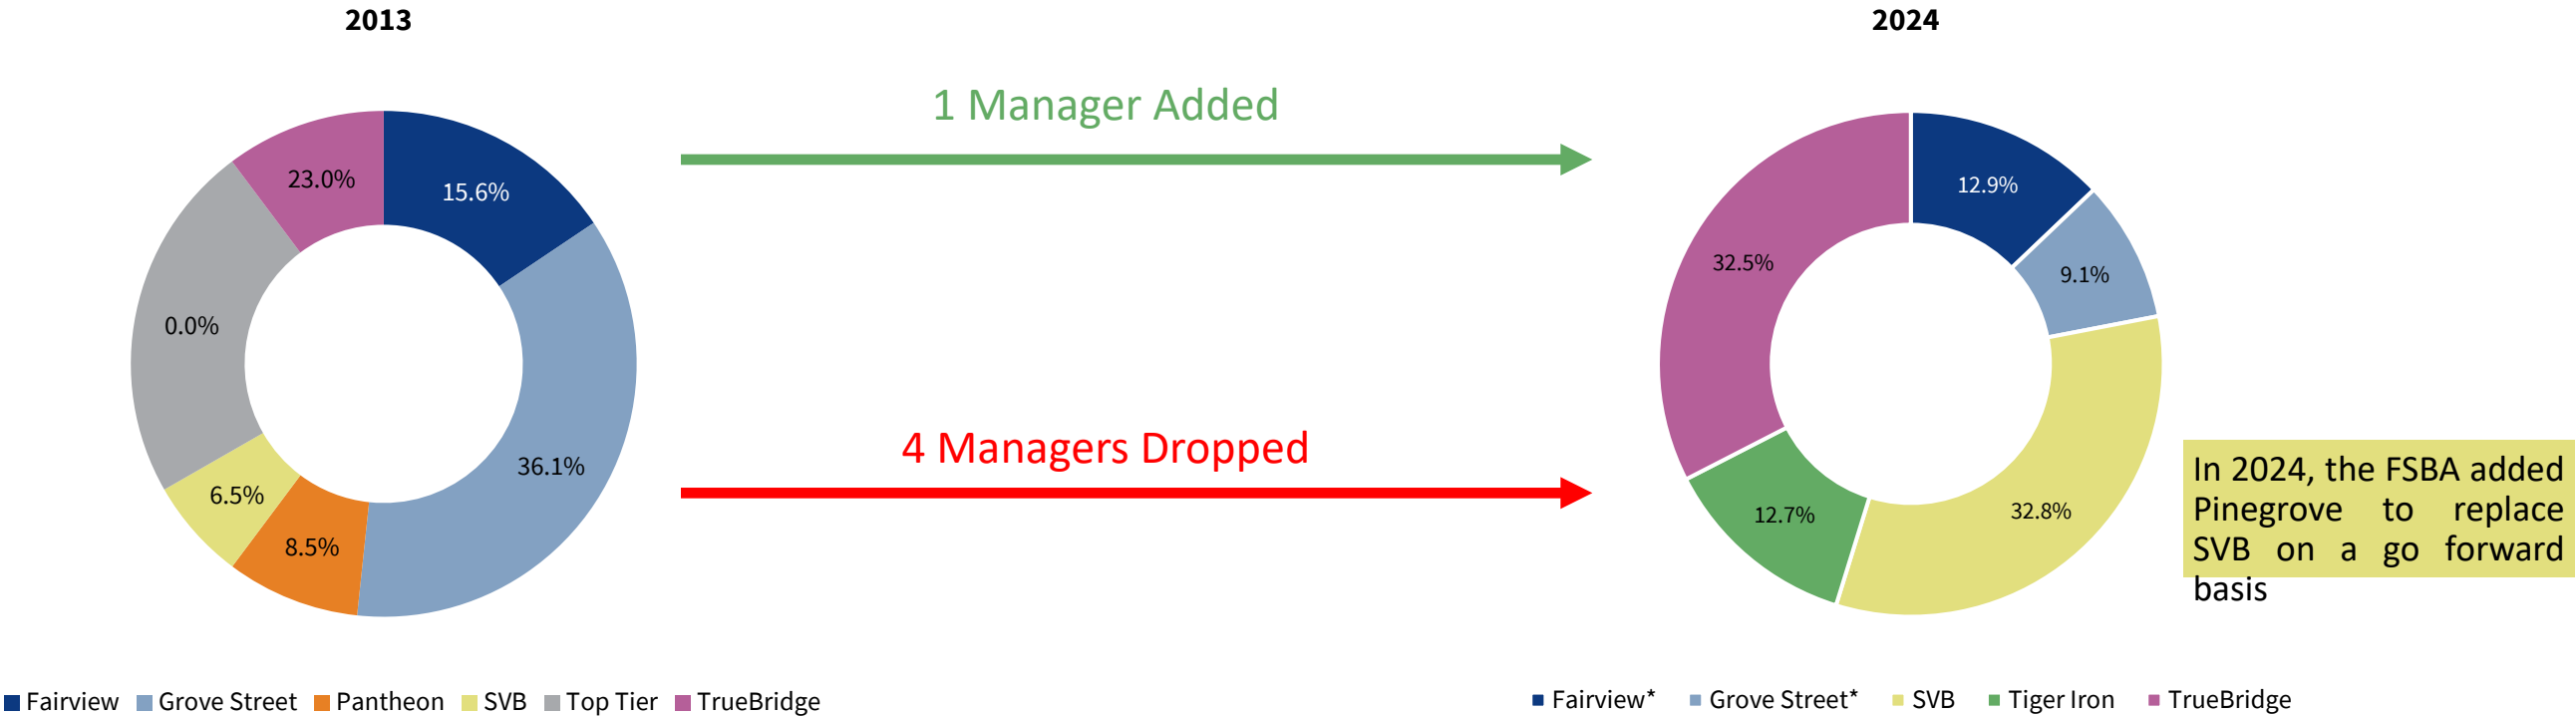 2013
2024
1 Manager Added
4 Managers Dropped
23.0%
15.6%
0.0%
36.1%
6.5%
8.5%
12.9%
9.1%
32.5%
12.7%
32.8%
In 2024, the FSBA added
Pinegrove to replace
SVB on a go forward
basis
Fairview Grove Street Pantheon SVB Top Tier TrueBridge
Fairview* Grove Street* SVB Tiger Iron TrueBridge